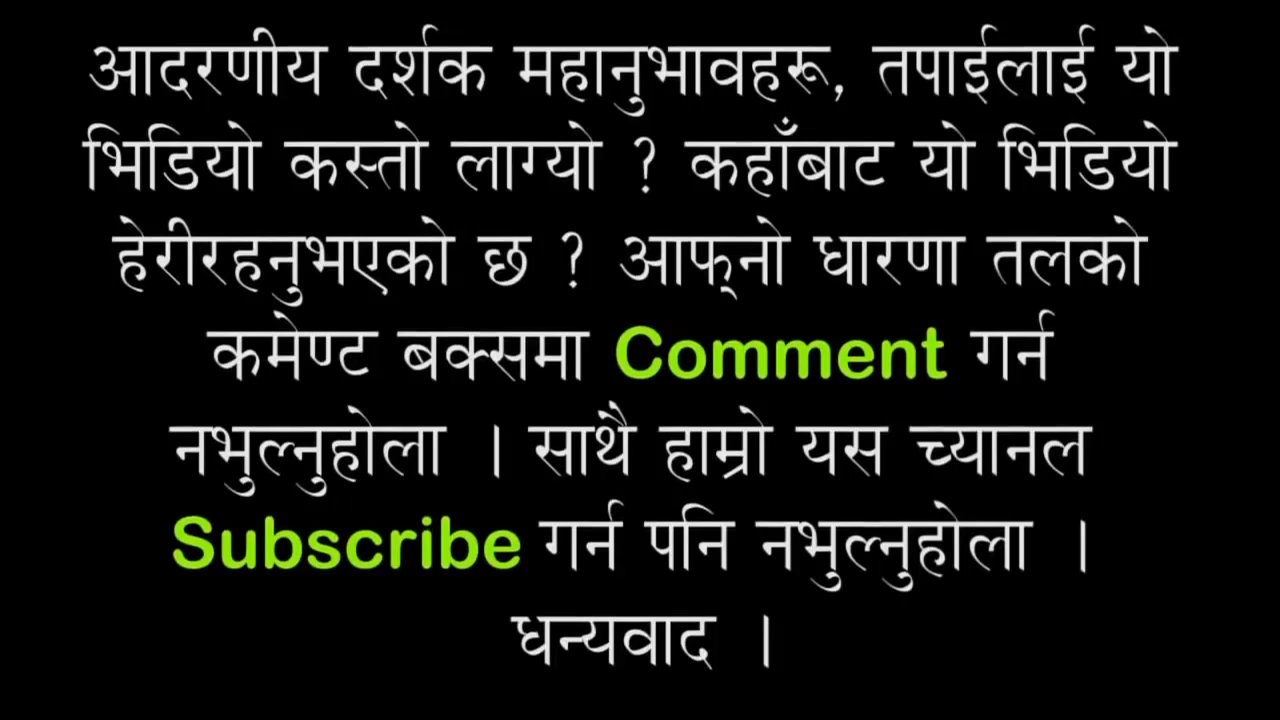 आदरणीय दर्शक महानुभावहरू, तपाईलाई यो
भिडियो कस्तो लाग्यो ? कहाँबाट यो भिडियो
हेरीरहनुभएको छ ? आफ्‌नो धारणा तलको
कमेण्ट बक्समा Comment गर्न
नभुल्नुहोला । साथै हाम्रो यस च्यानल
Subscribe गर्न पनि नभुल्नुहोला ।
धन्यवाद ।